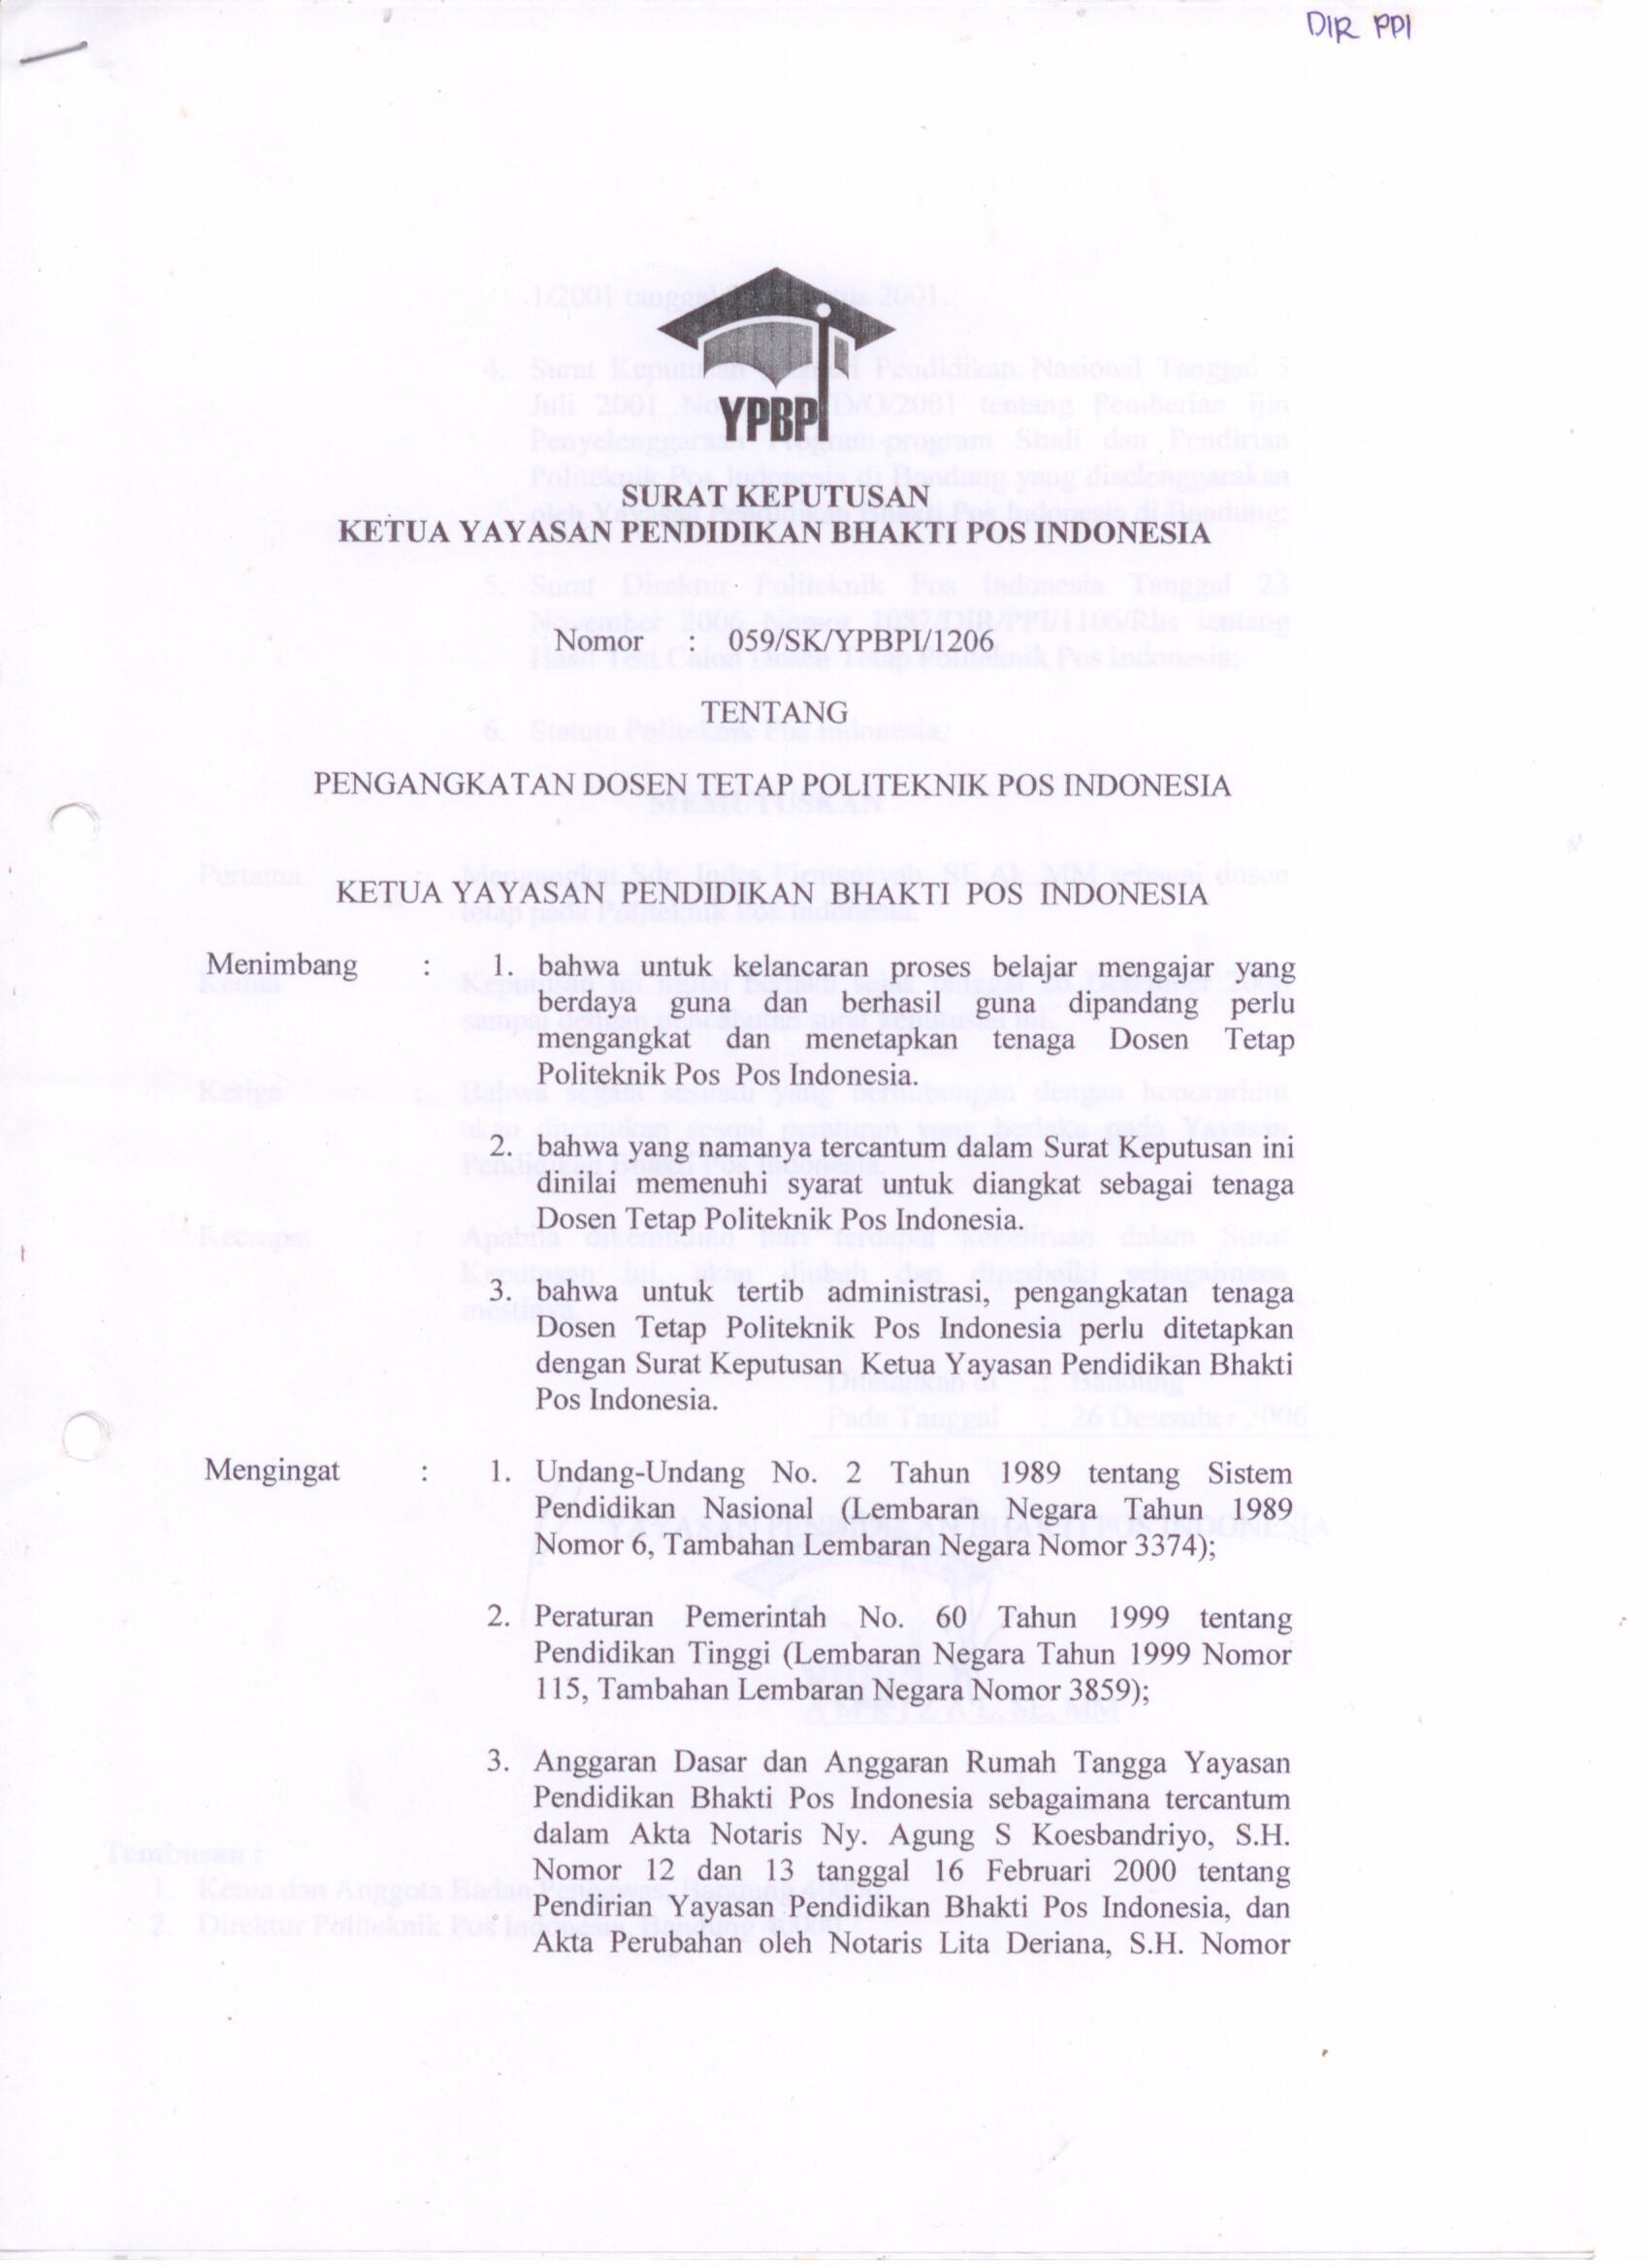 DIR PPI
YPBPI
SURAT KEPUTUSAN
KETUA YAYASAN PENDIDIKAN BHAKTI POS INDONESIA
Nomor : 059/SK/YPBPI/1206
TENTANG
PENGANGKATAN DOSEN TETAP POLITEKNIK POS INDONESIA
KETUA YAYASAN PENDIDIKAN BHAKTI POS INDONESIA
Menimbang : 1. bahwa untuk kelancaran proses belajar mengajar yang
berdaya guna dan berhasil guna dipandang perlu
mengangkat dan menetapkan tenaga Dosen Tetap
Politeknik Pos Pos Indonesia.
2. bahwa yang namanya tercantum dalam Surat Keputusan ini
dinilai memenuhi syarat untuk diangkat sebagai tenaga
Dosen Tetap Politeknik Pos Indonesia.
3. bahwa untuk tertib administrasi, pengangkatan tenaga
Dosen Tetap Politeknik Pos Indonesia perlu ditetapkan
dengan Surat Keputusan Ketua Yayasan Pendidikan Bhakti
Pos Indonesia.
Mengingat : 1. Undang-Undang No. 2 Tahun 1989 tentang Sistem
Pendidikan Nasional (Lembaran Negara Tahun 1989
Nomor 6, Tambahan Lembaran Negara Nomor 3374);
2. Peraturan Pemerintah No. 60 Tahun 1999 tentang
Pendidikan Tinggi (Lembaran Negara Tahun 1999 Nomor
115, Tambahan Lembaran Negara Nomor 3859);
3. Anggaran Dasar dan Anggaran Rumah Tangga Yayasan
Pendidikan Bhakti Pos Indonesia sebagaimana tercantum
dalam Akta Notaris Ny. Agung S Koesbandriyo, S.H.
Nomor 12 dan 13 tanggal 16 Februari 2000 tentang
Pendirian Yayasan Pendidikan Bhakti Pos Indonesia, dan
Akta Perubahan oleh Notaris Lita Deriana, S.H. Nomor